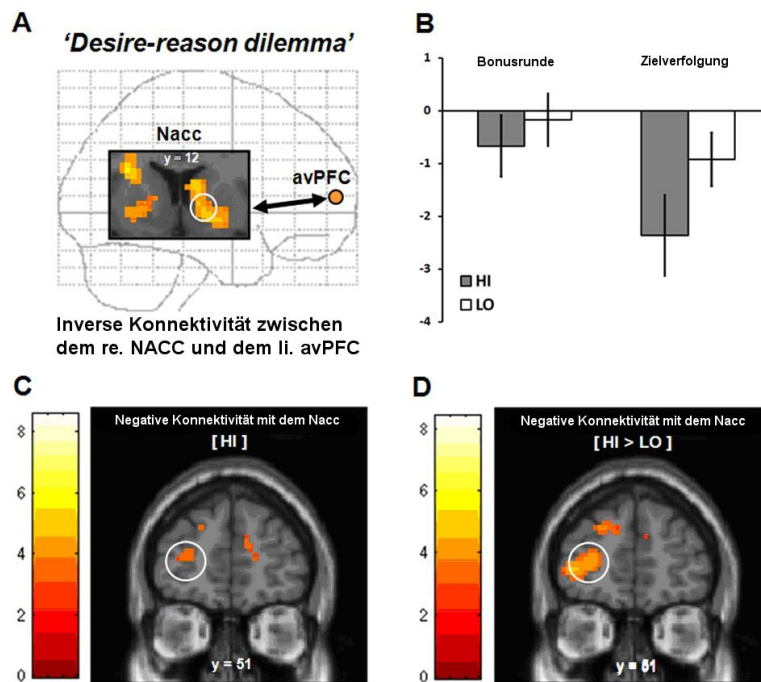 A
'Desire-reason dilemma'
Nacc
y = 12
avPFC
Inverse Konnektivität zwischen
dem re. NACC und dem li. avPFC
B
Bonusrunde Zielverfolgung
1
0
-1
-2
-3
-4
HI
LO
C
8
6
4
2
0
Negative Konnektivität mit dem Nacc
[ HI ]
y = 51
D
8
6
4
2
0
Negative Konnektivität mit dem Nacc
[ HI > LO ]
y =